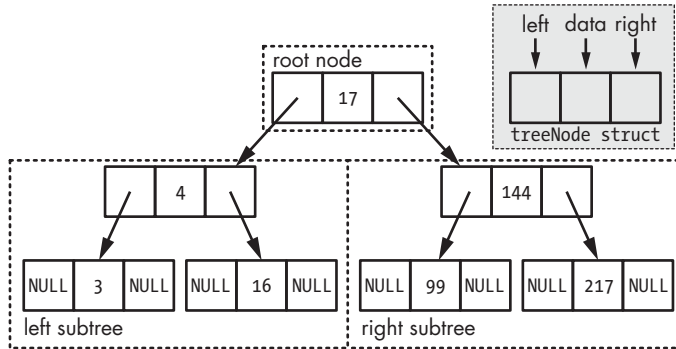 left data right
root node
17
treeNode struct
4
144
NULL 3 NULL
NULL 16 NULL
NULL 99 NULL
NULL 217 NULL
left subtree
right subtree